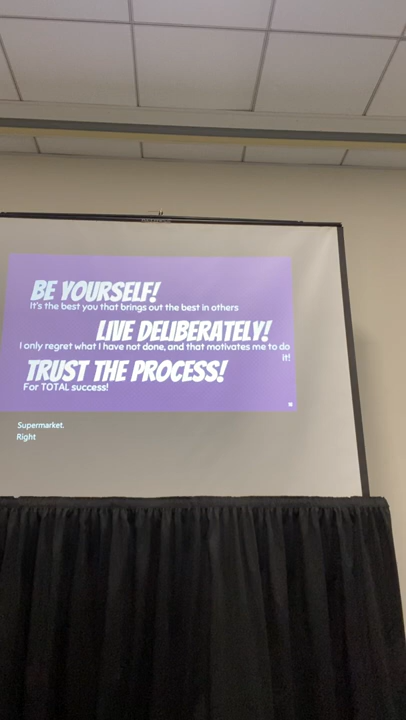 BE YOURSELF!
It's the best you that brings out the best in others
LIVE DELIBERATELY!
I only regret what I have not done, and that motivates me to do
it!
TRUST THE PROCESS!
For TOTAL success!
Supermarket.
Right